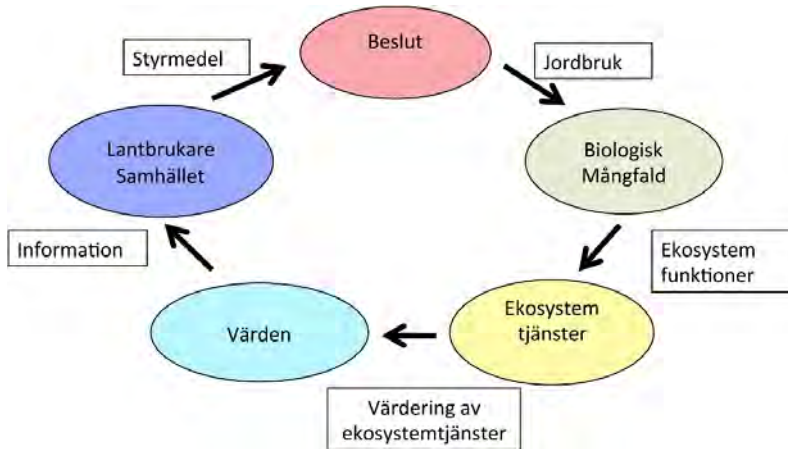 Beslut
Styrmedel
Jordbruk
Lantbrukare
Samhället
Biologisk
Mångfald
Information
Ekosystem
funktioner
Ekosystem
tjänster
Värden
Värdering av
ekosystemtjänster